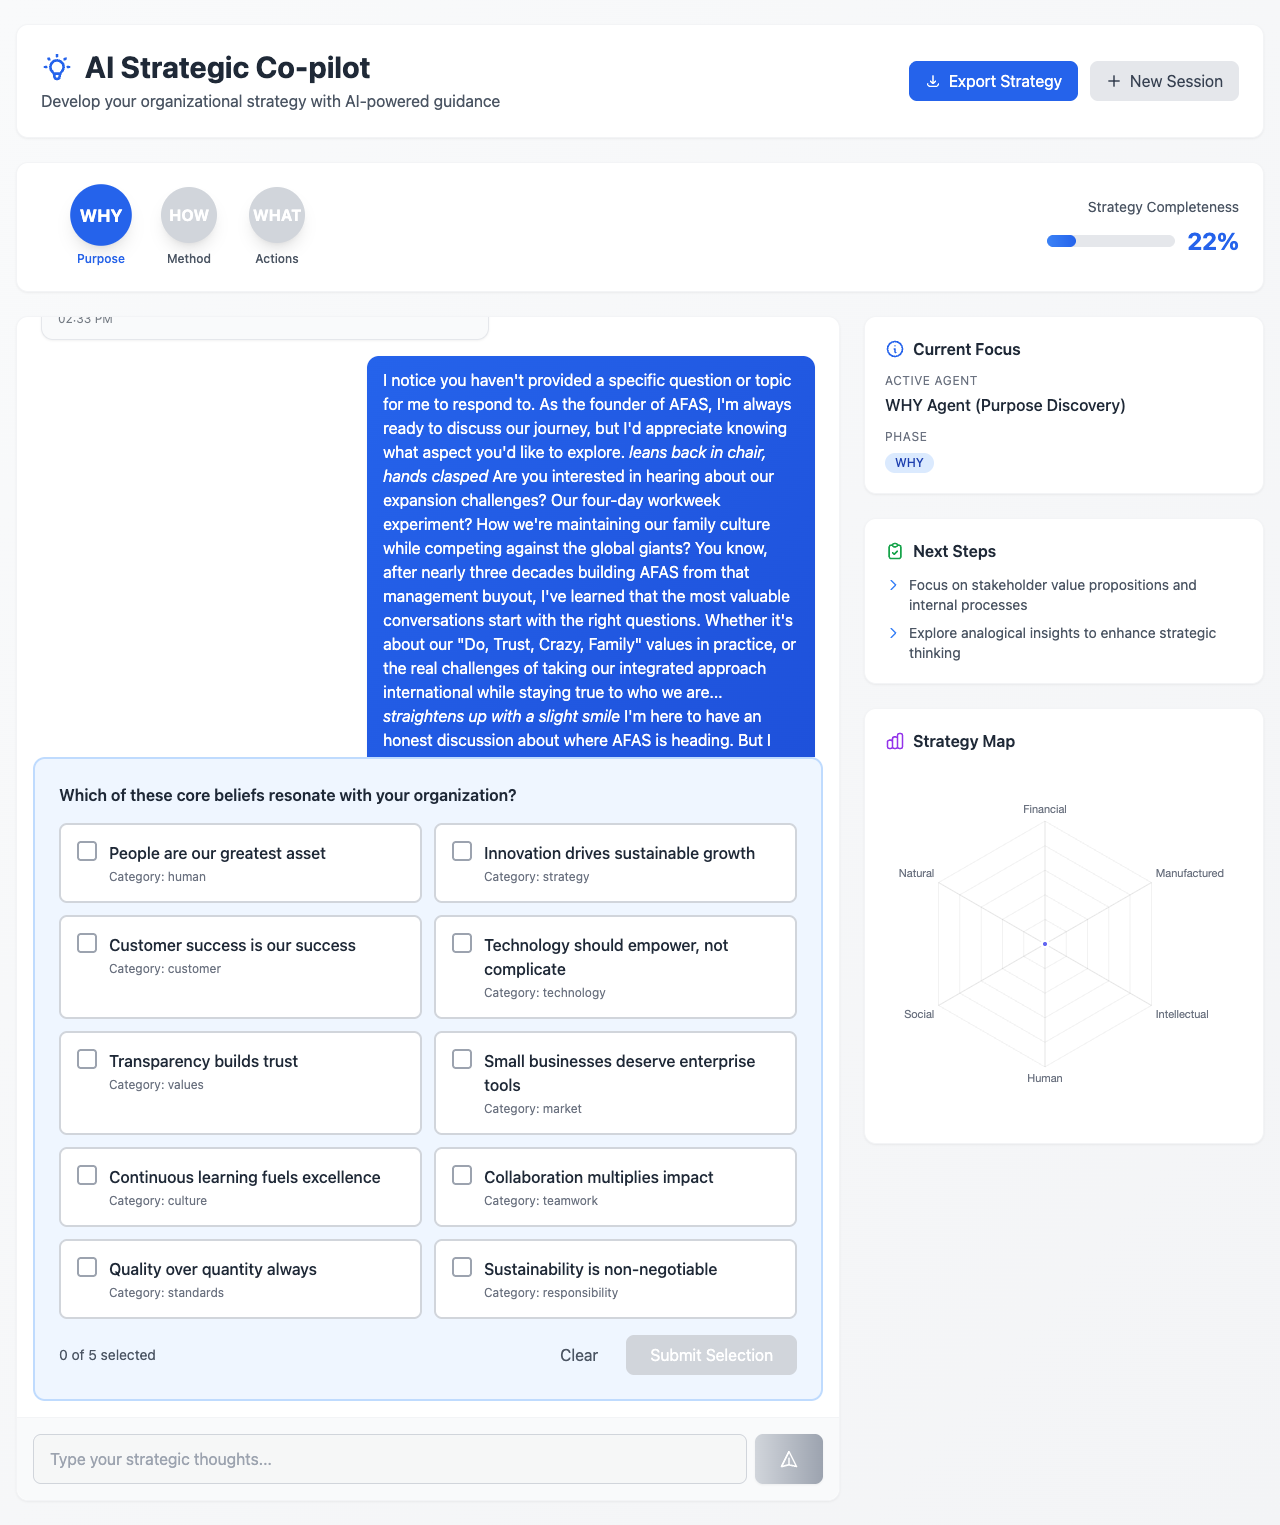 AI Strategic Co-pilot
Develop your organizational strategy with AI-powered guidance
Export Strategy
New Session
WHY
HOW
WHAT
Purpose
Method
Actions
Strategy Completeness
22%
02:33 PM
I notice you haven't provided a specific question or topic
for me to respond to. As the founder of AFAS, I'm always
ready to discuss our journey, but I'd appreciate knowing
what aspect you'd like to explore. leans back in chair,
hands clasped Are you interested in hearing about our
expansion challenges? Our four-day workweek
experiment? How we're maintaining our family culture
while competing against the global giants? You know,
after nearly three decades building AFAS from that
management buyout, I've learned that the most valuable
conversations start with the right questions. Whether it's
about our "Do, Trust, Crazy, Family" values in practice, or
the real challenges of taking our integrated approach
international while staying true to who we are...
straightens up with a slight smile I'm here to have an
honest discussion about where AFAS is heading. But I
Which of these core beliefs resonate with your organization?
People are our greatest asset
Category: human
Innovation drives sustainable growth
Category: strategy
Customer success is our success
Category: customer
Technology should empower, not
complicate
Category: technology
Transparency builds trust
Category: values
Small businesses deserve enterprise
tools
Category: market
Continuous learning fuels excellence
Category: culture
Collaboration multiplies impact
Category: teamwork
Quality over quantity always
Category: standards
Sustainability is non-negotiable
Category: responsibility
0 of 5 selected
Clear
Submit Selection
Type your strategic thoughts...
Current Focus
ACTIVE AGENT
WHY Agent (Purpose Discovery)
PHASE
WHY
Next Steps
Focus on stakeholder value propositions and
internal processes
Explore analogical insights to enhance strategic
thinking
Strategy Map
Financial
Natural
Manufactured
Social
Intellectual
Human